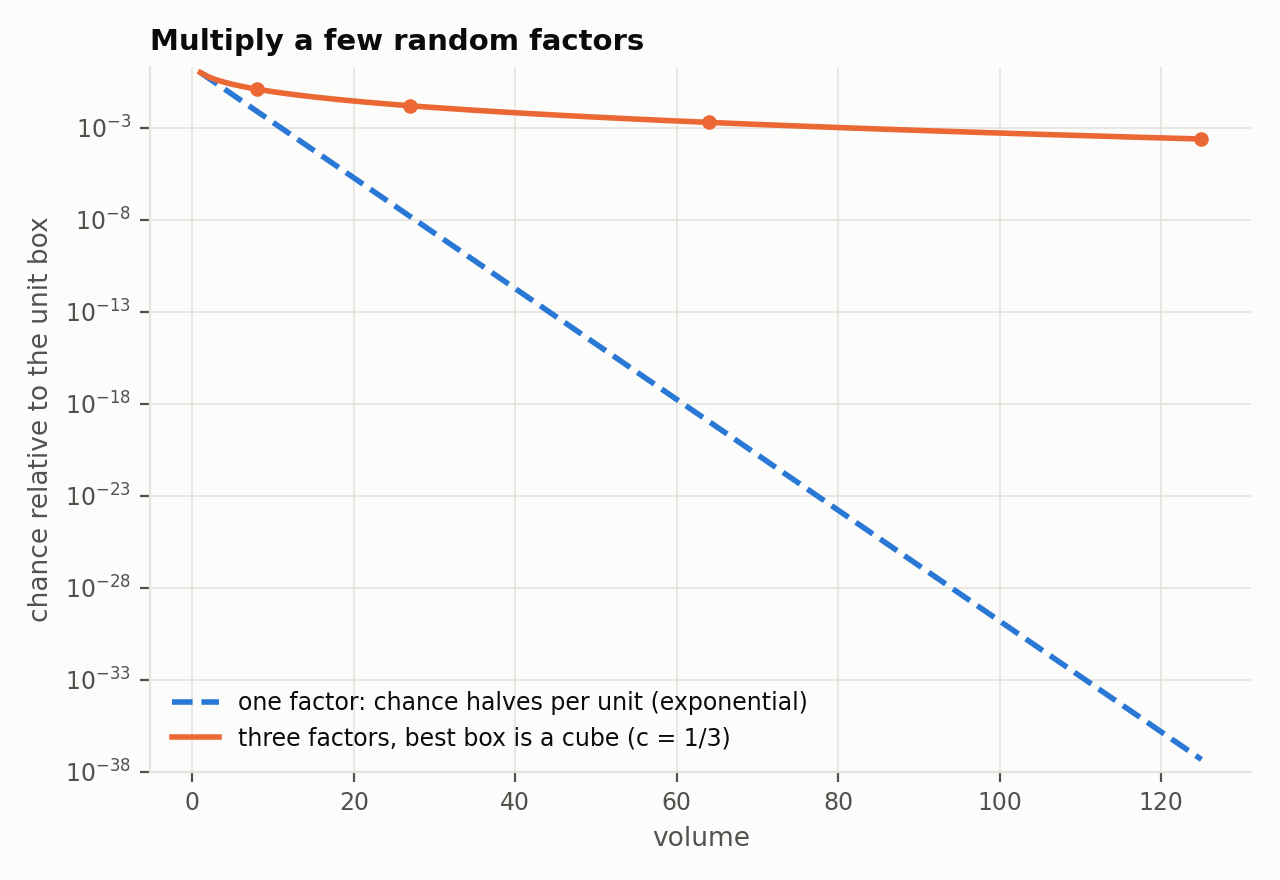 Multiply a few random factors
chance relative to the unit box
10⁻³
10⁻⁸
10⁻¹³
10⁻¹⁸
10⁻²³
10⁻²⁸
10⁻³³
10⁻³⁸
one factor: chance halves per unit (exponential)
three factors, best box is a cube (c = 1/3)
0 20 40 60 80 100 120
volume